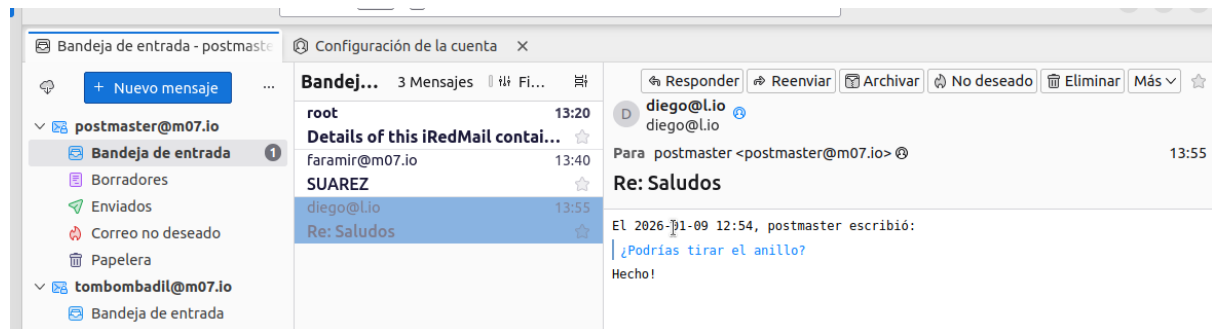 Bandeja de entrada - postmaste
Configuración de la cuenta
+ Nuevo mensaje
postmaster@m07.io
Bandeja de entrada 1
Borradores
Enviados
Correo no deseado
Papelera
tombombadil@m07.io
Bandeja de entrada
Bandej... 3 Mensajes Fi...
root 13:20
Details of this iRedMail contai...
faramir@m07.io 13:40
SUAREZ
diego@l.io 13:55
Re: Saludos
Responder Reenviar Archivar No deseado Eliminar Más
D
diego@l.io
diego@l.io
Para postmaster <postmaster@m07.io> 13:55
Re: Saludos
El 2026-01-09 12:54, postmaster escribió:
¿Podrías tirar el anillo?
Hecho!